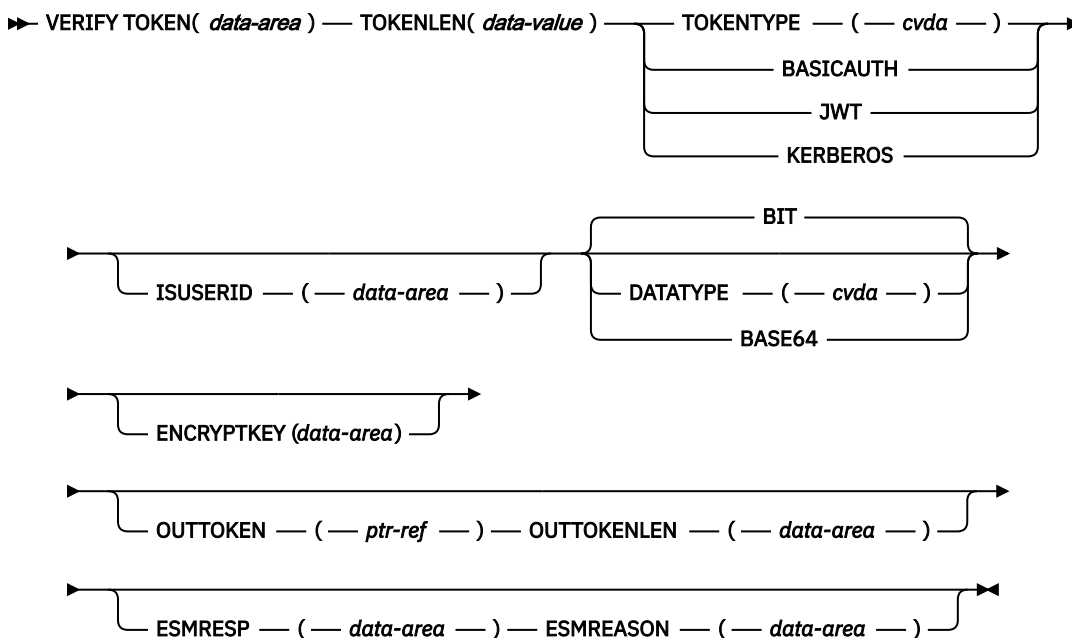 VERIFY TOKEN( data-area ) TOKENLEN( data-value ) TOKENTYPE ( cvda )
BASICAUTH
JWT
KERBEROS
BIT
ISUSERID ( data-area ) DATATYPE ( cvda )
BASE64
ENCRYPTKEY (data-area)
OUTTOKEN ( ptr-ref ) OUTTOKENLEN ( data-area )
ESMRESP ( data-area ) ESMREASON ( data-area )